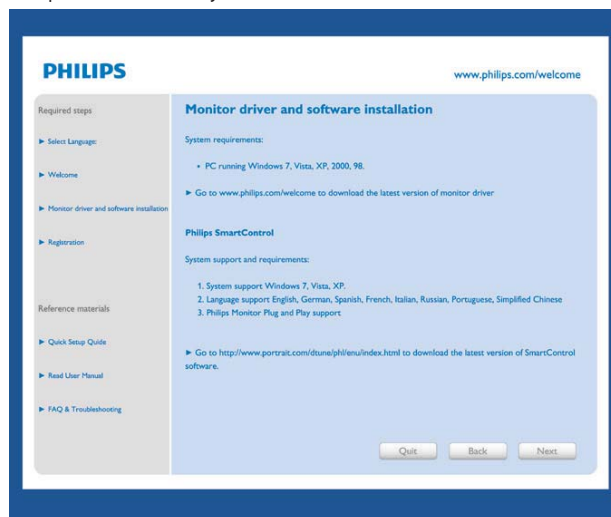 PHILIPS
www.philips.com/welcome
Required steps
► Select Language:
► Welcome
► Monitor driver and software installation
► Registration
Reference materials
► Quick Setup Quide
► Read User Manual
► FAQ & Troubleshooting
Monitor driver and software installation
System requirements:
• PC running Windows 7, Vista, XP, 2000, 98.
► Go to www.philips.com/welcome to download the latest version of monitor driver
Philips SmartControl
System support and requirements:
1. System support Windows 7, Vista, XP.
2. Language support English, German, Spanish, French, Italian, Russian, Portuguese, Simplified Chinese
3. Philips Monitor Plug and Play support
► Go to http://www.portrait.com/dtune/phl/enu/index.html to download the latest version of SmartControl
software.
Quit
Back
Next